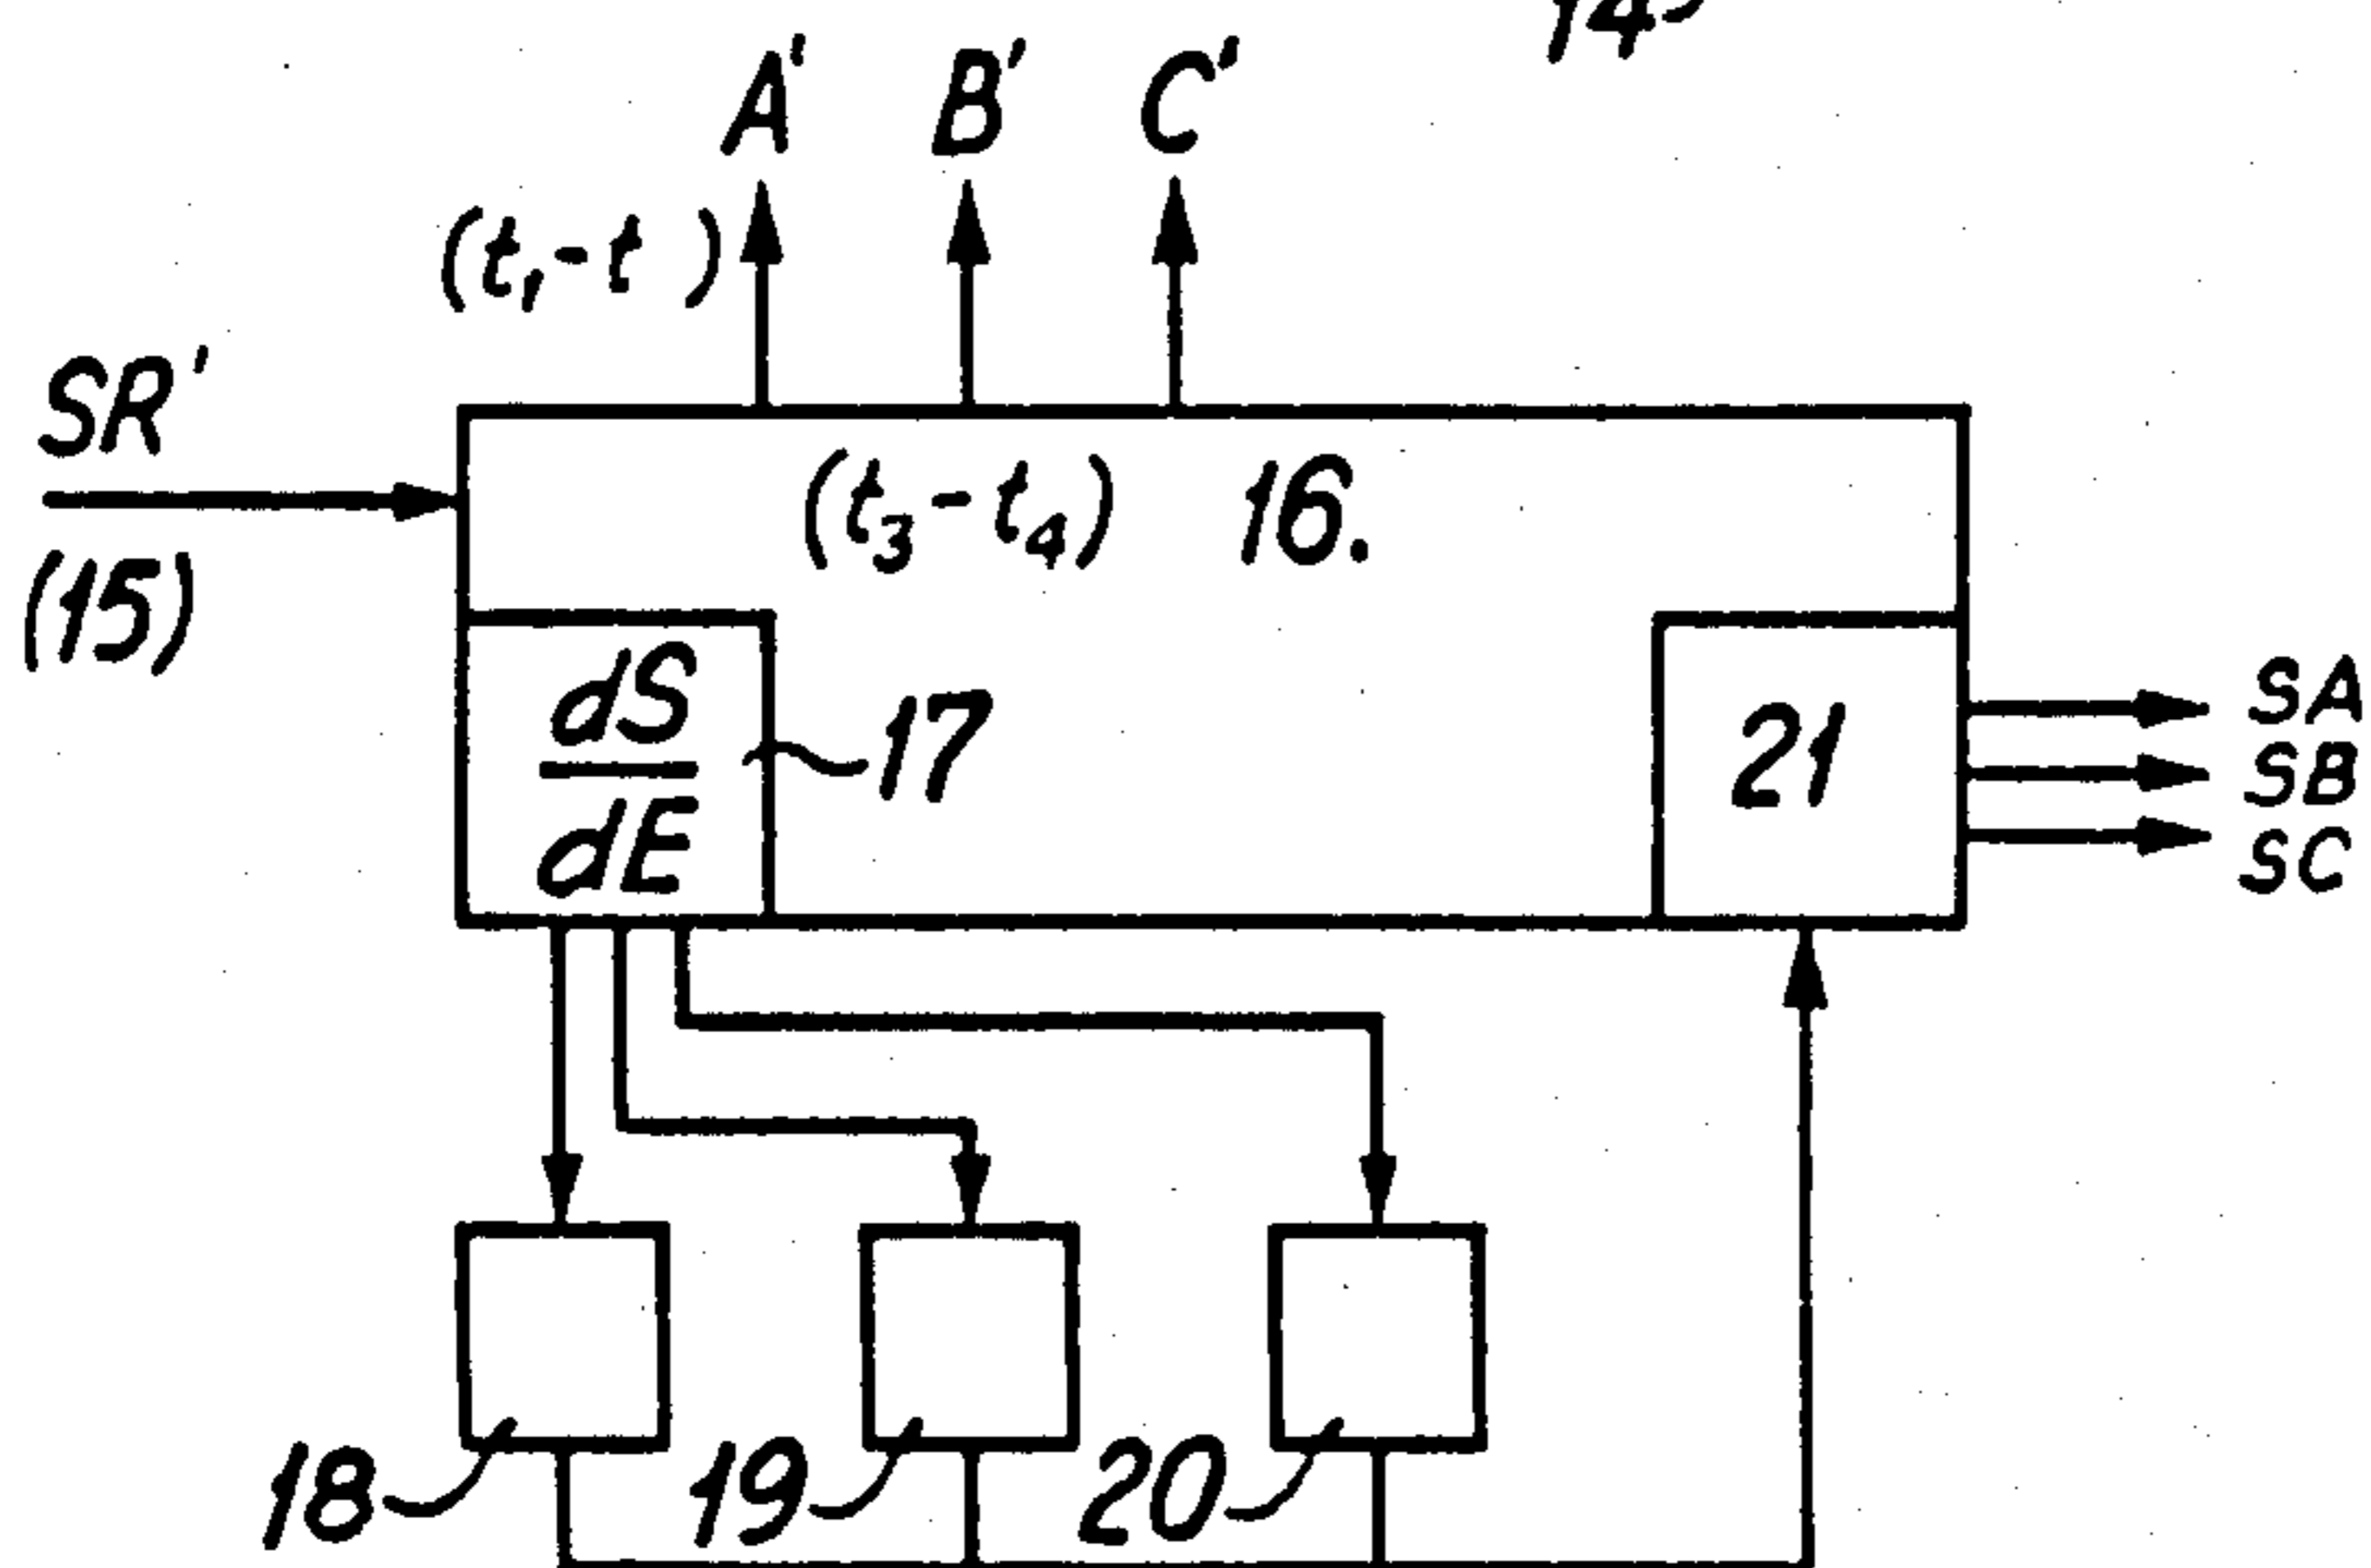 14
A' B' C'
(t₁-t )
SR'
(t₃-t₄) 16.
(15)
dS
dE
17
21
SA
SB
SC
18 19 20